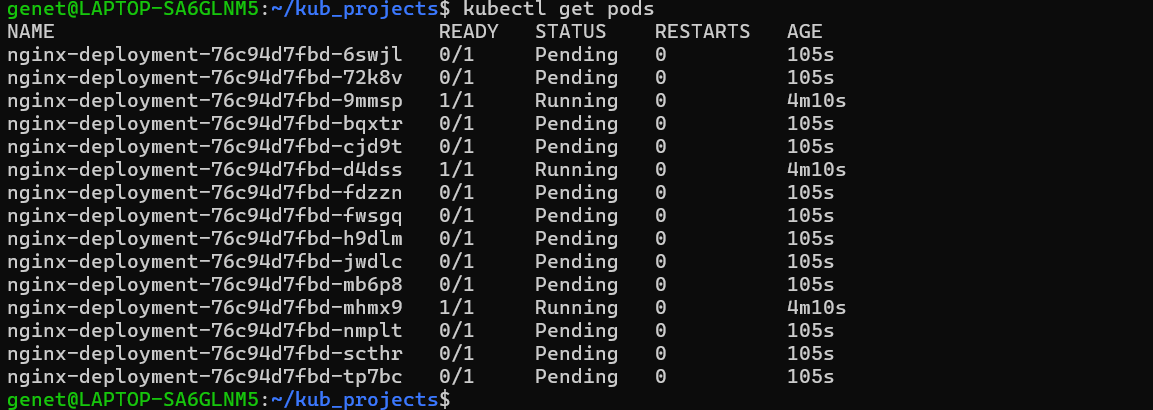 genet@LAPTOP-SA6GLNM5:~/kub_projects$ kubectl get pods
NAME                                READY   STATUS    RESTARTS   AGE
nginx-deployment-76c94d7fbd-6swjl   0/1     Pending   0          105s
nginx-deployment-76c94d7fbd-72k8v   0/1     Pending   0          105s
nginx-deployment-76c94d7fbd-9mmsp   1/1     Running   0          4m10s
nginx-deployment-76c94d7fbd-bqxtr   0/1     Pending   0          105s
nginx-deployment-76c94d7fbd-cjd9t   0/1     Pending   0          105s
nginx-deployment-76c94d7fbd-d4dss   1/1     Running   0          4m10s
nginx-deployment-76c94d7fbd-fdzzn   0/1     Pending   0          105s
nginx-deployment-76c94d7fbd-fwsgq   0/1     Pending   0          105s
nginx-deployment-76c94d7fbd-h9dlm   0/1     Pending   0          105s
nginx-deployment-76c94d7fbd-jwdlc   0/1     Pending   0          105s
nginx-deployment-76c94d7fbd-mb6p8   0/1     Pending   0          105s
nginx-deployment-76c94d7fbd-mhmx9   1/1     Running   0          4m10s
nginx-deployment-76c94d7fbd-nmplt   0/1     Pending   0          105s
nginx-deployment-76c94d7fbd-scthr   0/1     Pending   0          105s
nginx-deployment-76c94d7fbd-tp7bc   0/1     Pending   0          105s
genet@LAPTOP-SA6GLNM5:~/kub_projects$